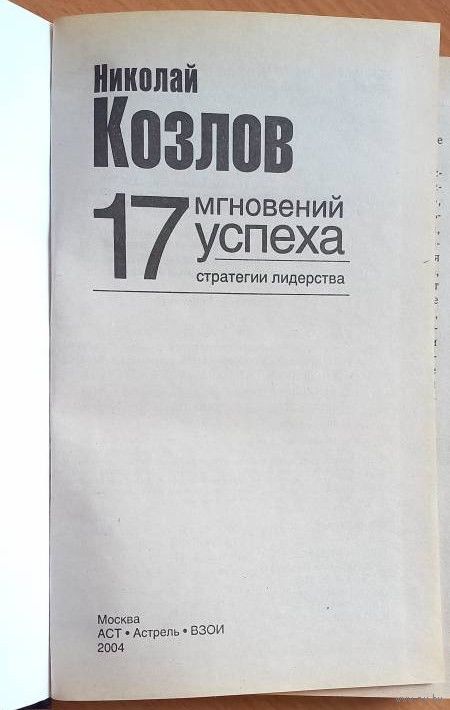 Николай
Козлов
17 мгновений
успеха
стратегии лидерства
Москва
АСТ • Астрель • ВЗОИ
2004